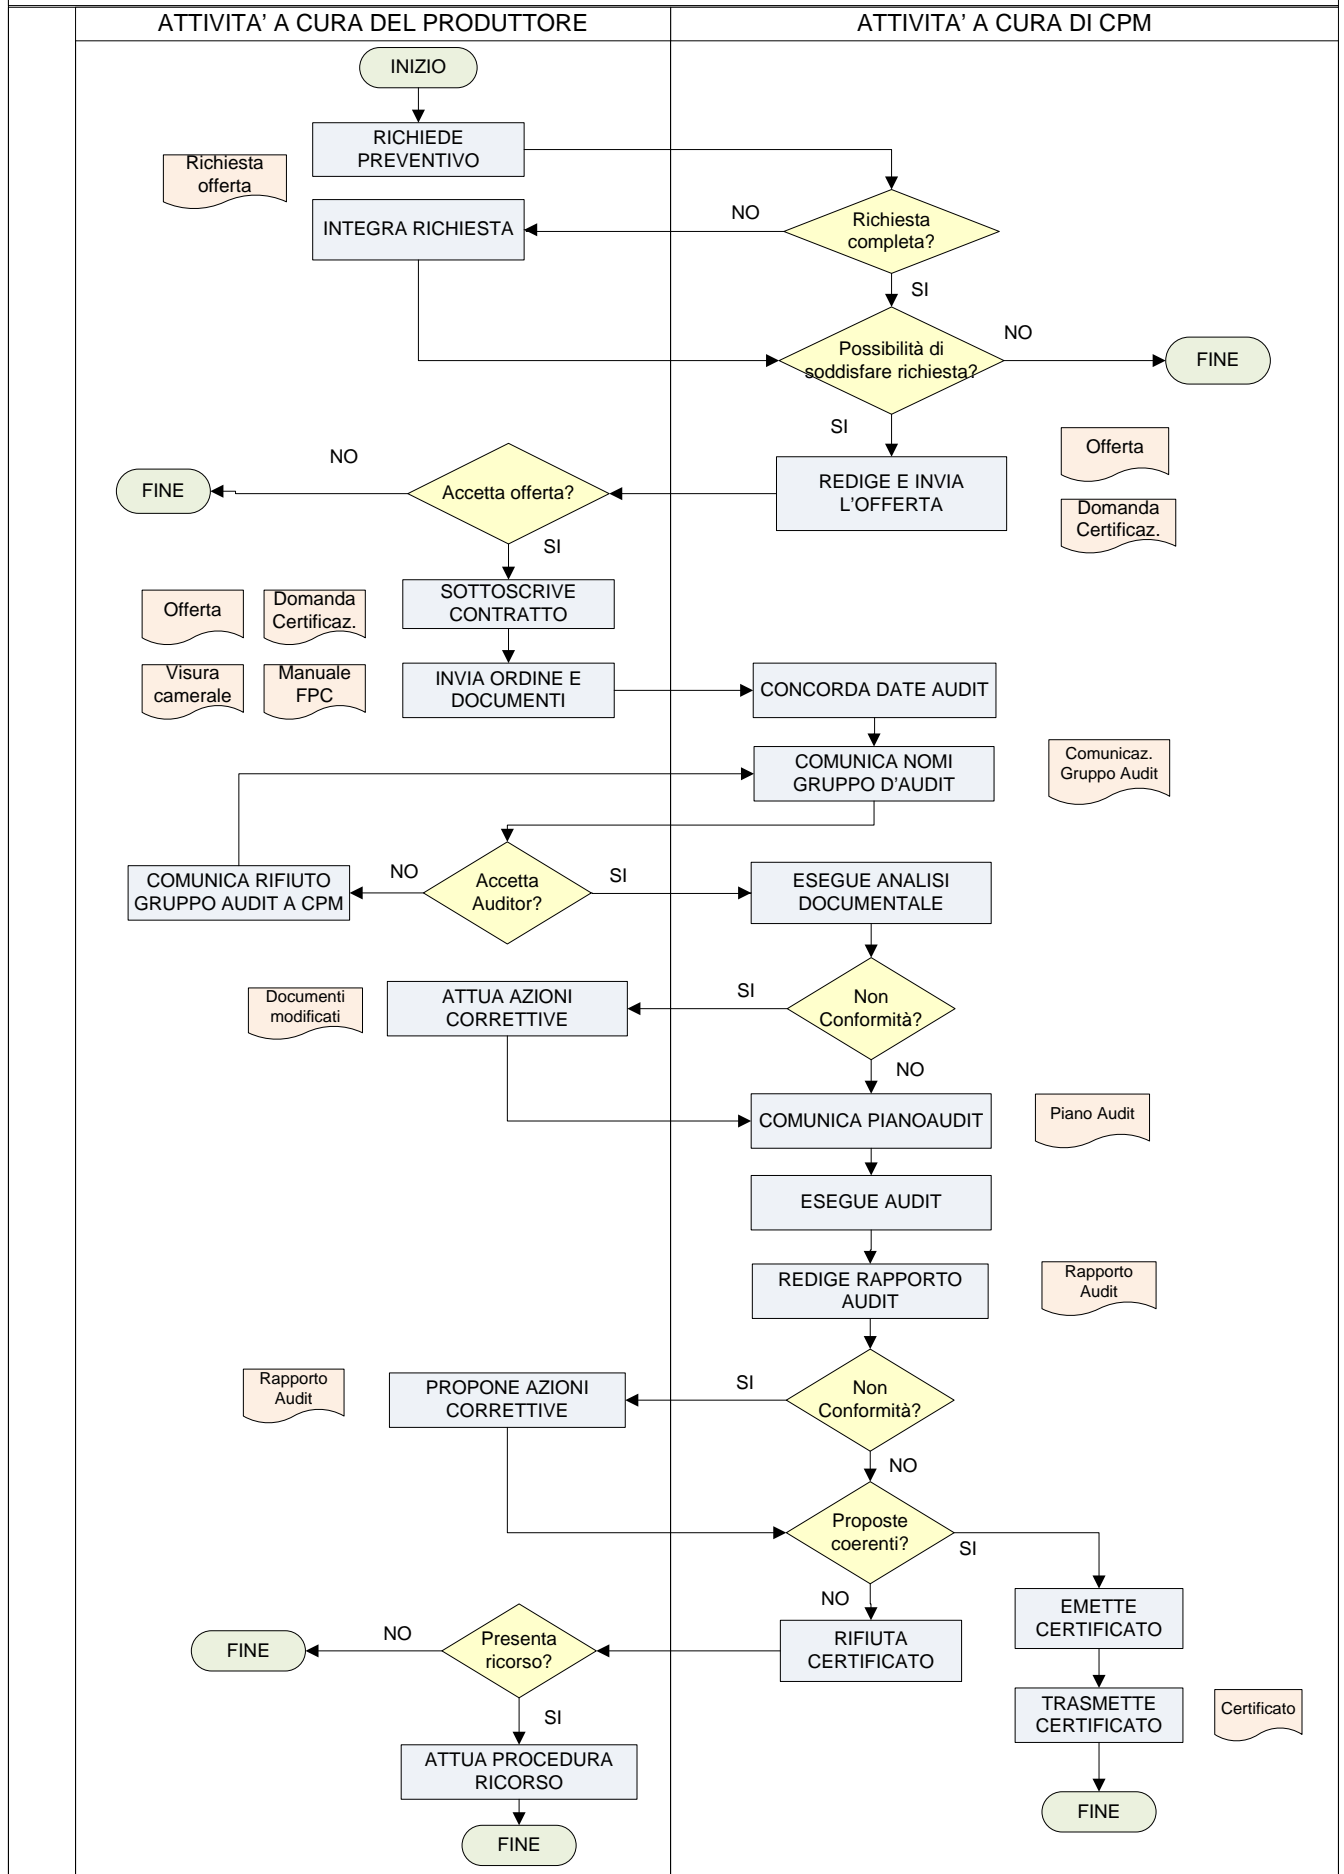 ATTIVITA' A CURA DEL PRODUTTORE
ATTIVITA' A CURA DI CPM
INIZIO
RICHIEDE
PREVENTIVO
Richiesta
offerta
INTEGRA RICHIESTA
NO
Richiesta
completa?
SI
Possibilità di
soddisfare richiesta?
NO
FINE
SI
REDIGE E INVIA
L'OFFERTA
Offerta
Domanda
Certificaz.
Accetta offerta?
NO
FINE
SI
SOTTOSCRIVE
CONTRATTO
Offerta
Domanda
Certificaz.
Visura
camerale
Manuale
FPC
INVIA ORDINE E
DOCUMENTI
CONCORDA DATE AUDIT
COMUNICA NOMI
GRUPPO D'AUDIT
Comunicaz.
Gruppo Audit
COMUNICA RIFIUTO
GRUPPO AUDIT A CPM
NO
Accetta
Auditor?
SI
ESEGUE ANALISI
DOCUMENTALE
Documenti
modificati
ATTUA AZIONI
CORRETTIVE
SI
Non
Conformità?
NO
COMUNICA PIANOAUDIT
Piano Audit
ESEGUE AUDIT
REDIGE RAPPORTO
AUDIT
Rapporto
Audit
Rapporto
Audit
PROPONE AZIONI
CORRETTIVE
SI
Non
Conformità?
NO
Proposte
coerenti?
SI
NO
EMETTE
CERTIFICATO
RIFIUTA
CERTIFICATO
Presenta
ricorso?
NO
FINE
SI
TRASMETTE
CERTIFICATO
Certificato
ATTUA PROCEDURA
RICORSO
FINE
FINE